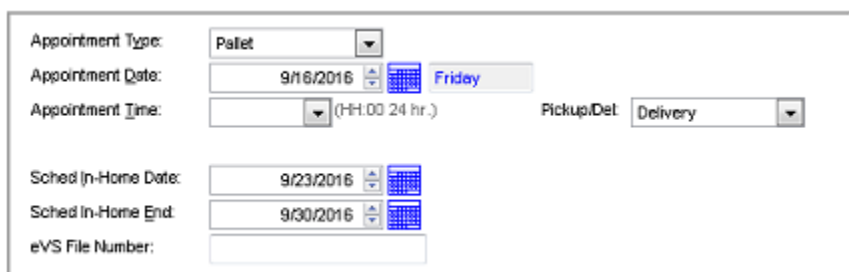 Appointment Type: Pallet
Appointment Date: 9/16/2016 Friday
Appointment Time: (HH:00 24 hr.) Pickup/Del: Delivery
Sched In-Home Date: 9/23/2016
Sched In-Home End: 9/30/2016
eVS File Number: